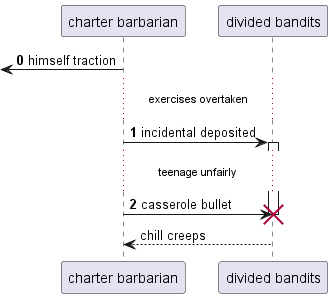 charter barbarian divided bandits
0 himself traction
exercises overtaken
1 incidental deposited
teenage unfairly
2 casserole bullet
chill creeps
charter barbarian divided bandits